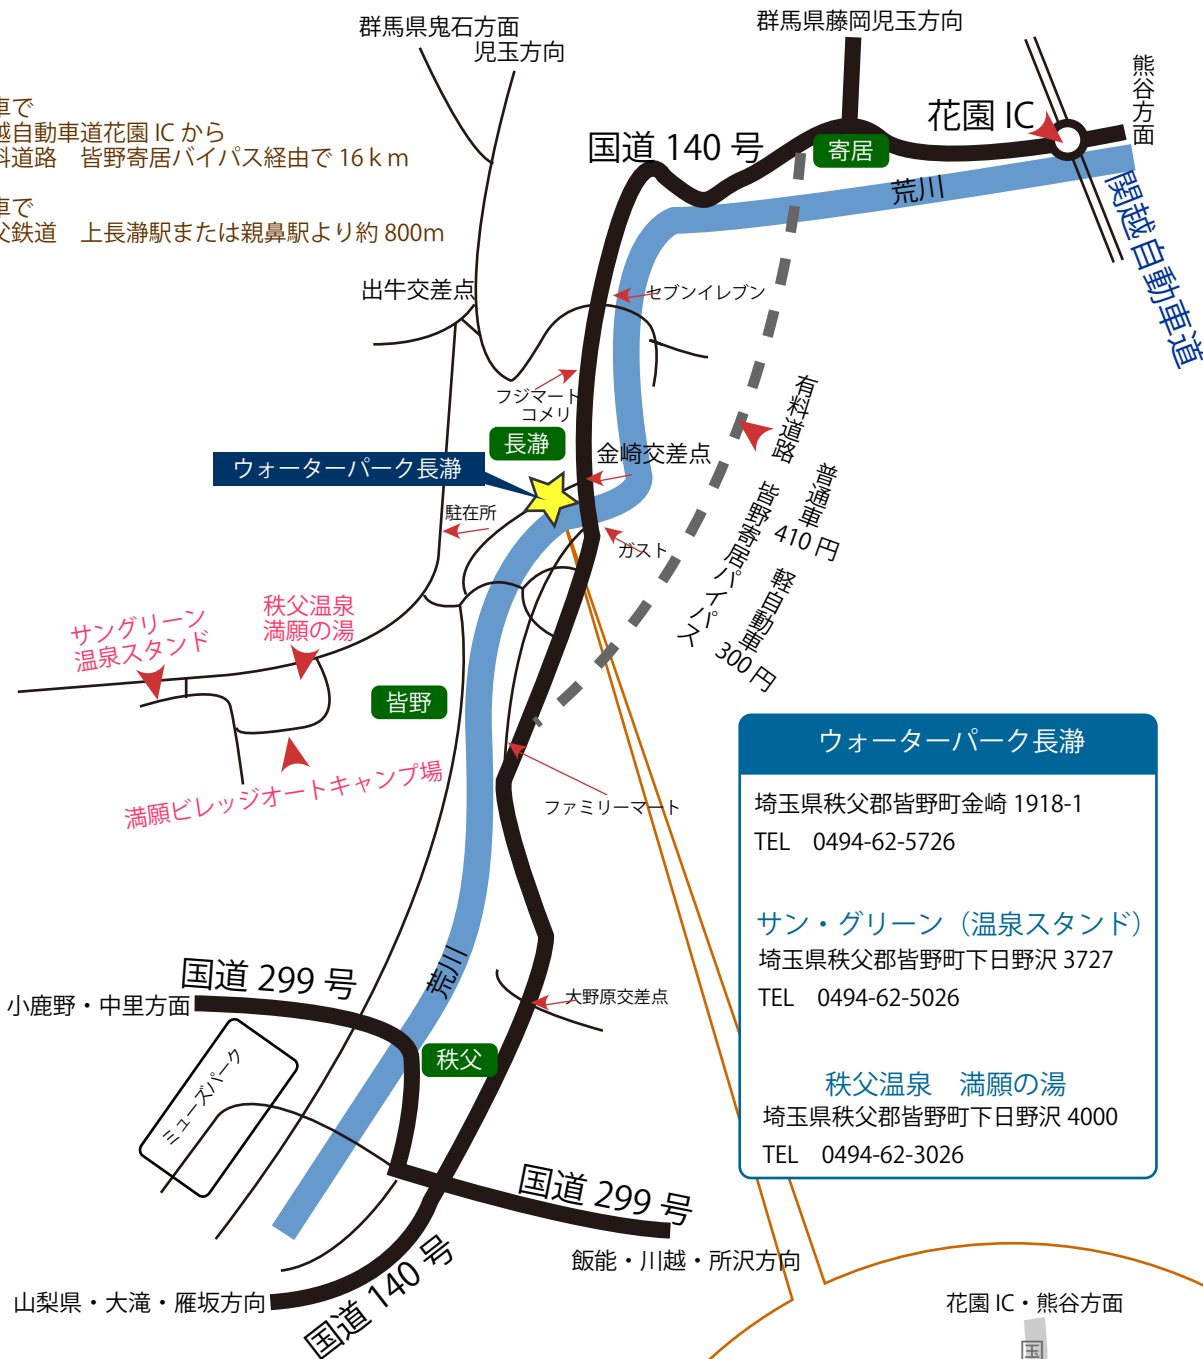 群馬県鬼石方面
児玉方向
群馬県藤岡児玉方向
熊谷方面
車で
越自動車道花園 IC から
料道路　皆野寄居バイパス経由で 16ｋｍ
車で
父鉄道　上長瀞駅または親鼻駅より約 800m
花園 IC
国道 140 号
寄居
荒川
関越自動車道
出牛交差点
セブンイレブン
フジマート
コメリ
長瀞
金崎交差点
ウォーターパーク長瀞
駐在所
ガスト
有料道路　皆野寄居バイパス
普通車 410 円　軽自動車 300 円
サングリーン
温泉スタンド
秩父温泉
満願の湯
皆野
満願ビレッジオートキャンプ場
ファミリーマート
ウォーターパーク長瀞
埼玉県秩父郡皆野町金崎 1918-1
TEL　0494-62-5726
サン・グリーン（温泉スタンド）
埼玉県秩父郡皆野町下日野沢 3727
TEL　0494-62-5026
秩父温泉　満願の湯
埼玉県秩父郡皆野町下日野沢 4000
TEL　0494-62-3026
国道 299 号
小鹿野・中里方面
荒川
大野原交差点
秩父
ミューズパーク
国道 299 号
飯能・川越・所沢方向
山梨県・大滝・雁坂方向
国道 140 号
花園 IC・熊谷方面
国